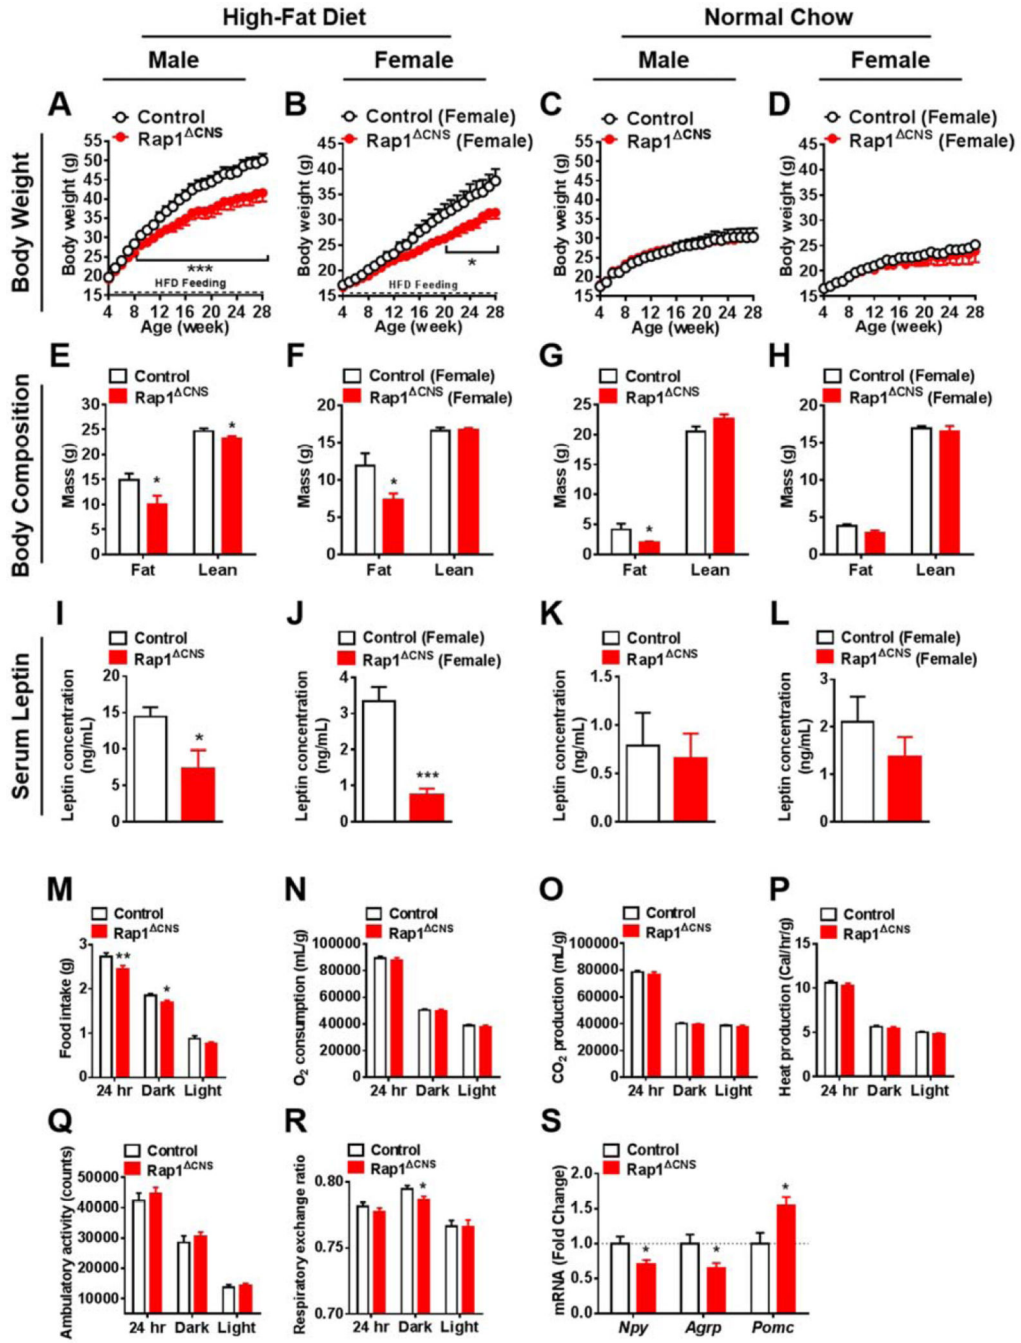 High-Fat Diet
Normal Chow
Male
Female
Male
Female
Body Weight
A
Control
Rap1ΔCNS
Body weight (g)
55
50
45
40
35
30
25
20
15
***
HFD Feeding
4 8 12 16 20 24 28
Age (week)
B
Control (Female)
Rap1ΔCNS (Female)
Body weight (g)
45
40
35
30
25
20
15
*
HFD Feeding
4 8 12 16 20 24 28
Age (week)
C
Control
Rap1ΔCNS
Body weight (g)
55
50
45
40
35
30
25
20
15
4 8 12 16 20 24 28
Age (week)
D
Control (Female)
Rap1ΔCNS (Female)
Body weight (g)
45
40
35
30
25
20
15
4 8 12 16 20 24 28
Age (week)
Body Composition
E
Control
Rap1ΔCNS
Mass (g)
30
25
20
15
10
5
0
*
*
Fat Lean
F
Control (Female)
Rap1ΔCNS (Female)
Mass (g)
20
15
10
5
0
*
Fat Lean
G
Control
Rap1ΔCNS
Mass (g)
25
20
15
10
5
0
*
Fat Lean
H
Control (Female)
Rap1ΔCNS (Female)
Mass (g)
20
15
10
5
0
Fat Lean
Serum Leptin
I
Control
Rap1ΔCNS
Leptin concentration
(ng/mL)
20
15
10
5
0
*
J
Control (Female)
Rap1ΔCNS (Female)
Leptin concentration
(ng/mL)
4
3
2
1
0
***
K
Control
Rap1ΔCNS
Leptin concentration
(ng/mL)
1.5
1.0
0.5
0.0
L
Control (Female)
Rap1ΔCNS (Female)
Leptin concentration
(ng/mL)
3
2
1
0
M
Control
Rap1ΔCNS
Food intake (g)
3
2
1
0
**
*
24 hr Dark Light
N
Control
Rap1ΔCNS
O2 consumption (mL/g)
100000
80000
60000
40000
20000
0
24 hr Dark Light
O
Control
Rap1ΔCNS
CO2 production (mL/g)
100000
80000
60000
40000
20000
0
24 hr Dark Light
P
Control
Rap1ΔCNS
Heat production (Cal/hr/g)
15
10
5
0
24 hr Dark Light
Q
Control
Rap1ΔCNS
Ambulatory activity (counts)
50000
40000
30000
20000
10000
24 hr Dark Light
R
Control
Rap1ΔCNS
Respiratory exchange ratio
0.80
0.75
0.70
*
24 hr Dark Light
S
Control
Rap1ΔCNS
mRNA (Fold Change)
2.0
1.5
1.0
0.5
0.0
*
*
*
Npy Agrp Pomc